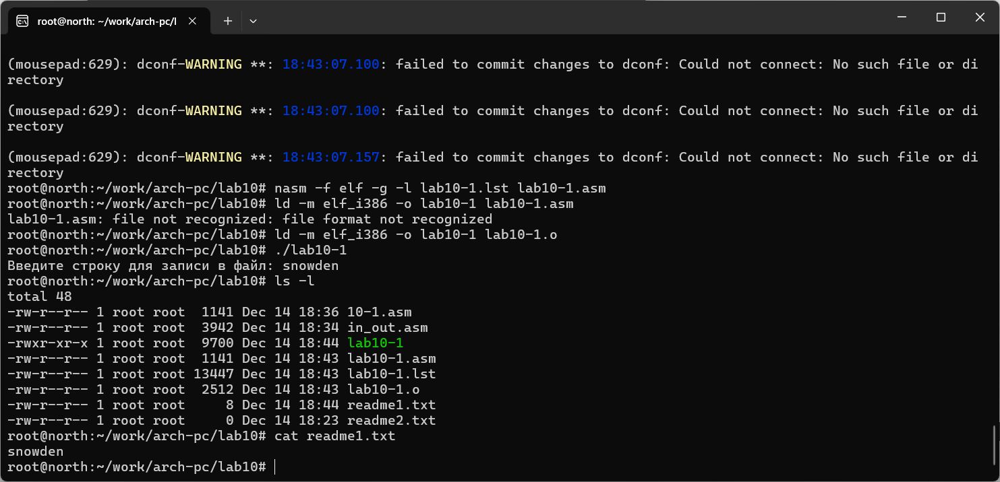 root@north: ~/work/arch-pc/l
(mousepad:629): dconf-WARNING **: 18:43:07.100: failed to commit changes to dconf: Could not connect: No such file or di
rectory
(mousepad:629): dconf-WARNING **: 18:43:07.100: failed to commit changes to dconf: Could not connect: No such file or di
rectory
(mousepad:629): dconf-WARNING **: 18:43:07.157: failed to commit changes to dconf: Could not connect: No such file or di
rectory
root@north:~/work/arch-pc/lab10# nasm -f elf -g -l lab10-1.lst lab10-1.asm
root@north:~/work/arch-pc/lab10# ld -m elf_i386 -o lab10-1 lab10-1.asm
lab10-1.asm: file not recognized: file format not recognized
root@north:~/work/arch-pc/lab10# ld -m elf_i386 -o lab10-1 lab10-1.o
root@north:~/work/arch-pc/lab10# ./lab10-1
Введите строку для записи в файл: snowden
root@north:~/work/arch-pc/lab10# ls -l
total 48
-rw-r--r-- 1 root root  1141 Dec 14 18:36 10-1.asm
-rw-r--r-- 1 root root  3942 Dec 14 18:34 in_out.asm
-rwxr-xr-x 1 root root  9700 Dec 14 18:44 lab10-1
-rw-r--r-- 1 root root  1141 Dec 14 18:43 lab10-1.asm
-rw-r--r-- 1 root root 13447 Dec 14 18:43 lab10-1.lst
-rw-r--r-- 1 root root  2512 Dec 14 18:43 lab10-1.o
-rw-r--r-- 1 root root     8 Dec 14 18:44 readme1.txt
-rw-r--r-- 1 root root     0 Dec 14 18:23 readme2.txt
root@north:~/work/arch-pc/lab10# cat readme1.txt
snowden
root@north:~/work/arch-pc/lab10#